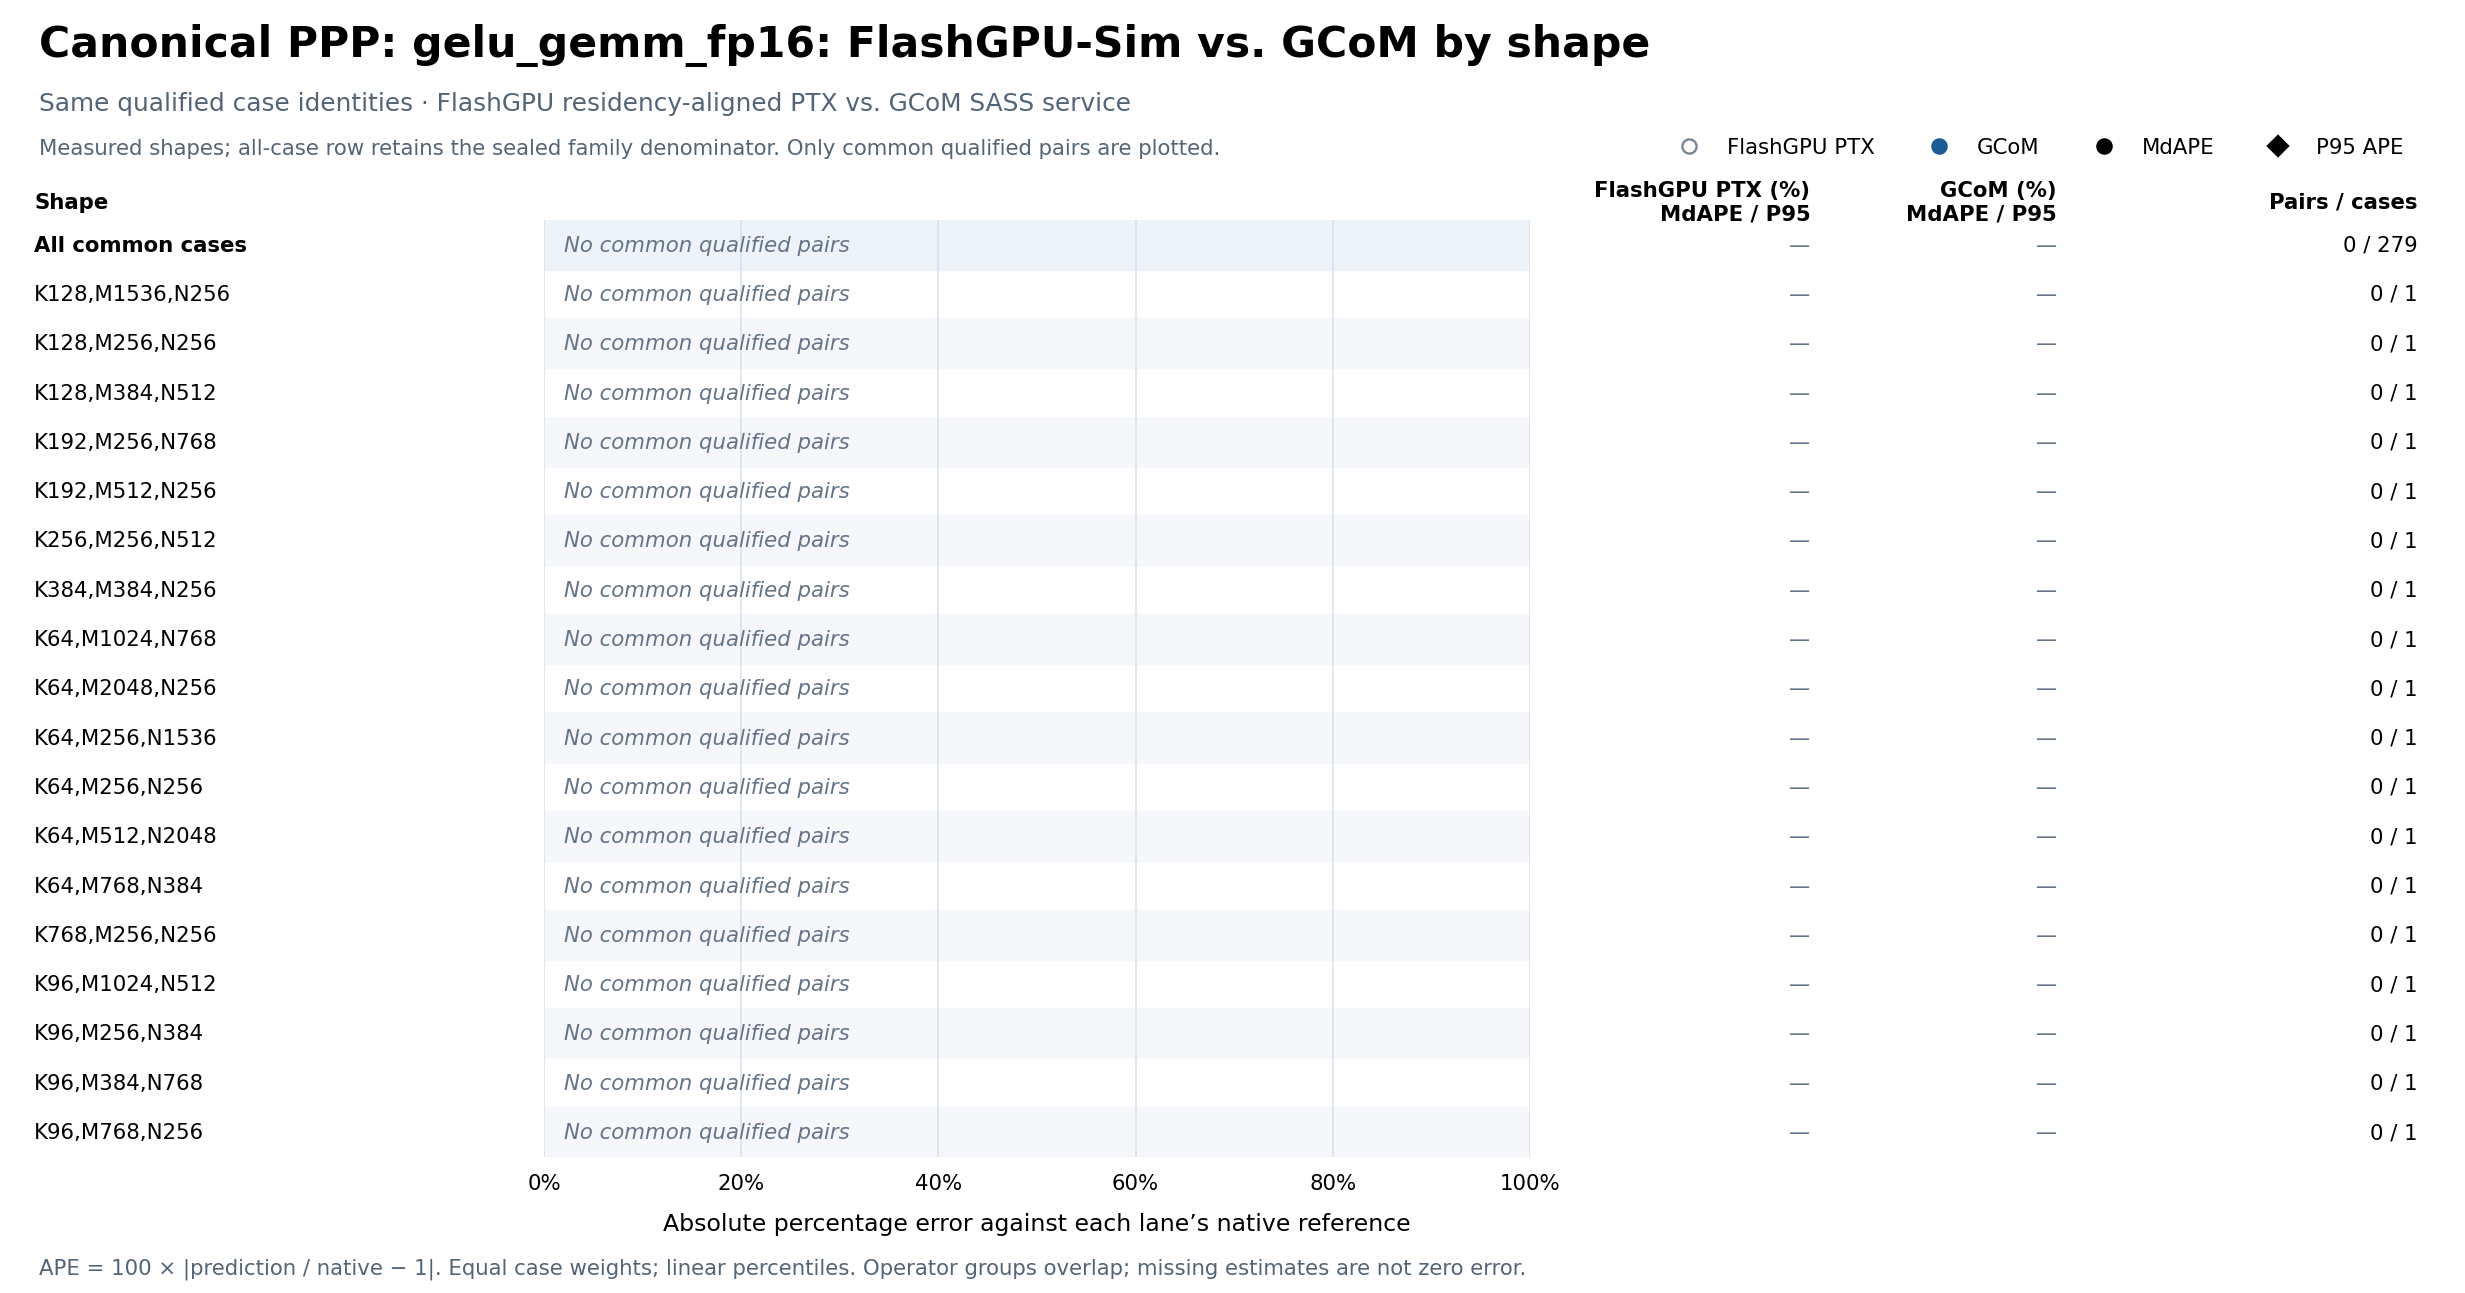 Canonical PPP: gelu_gemm_fp16: FlashGPU-Sim vs. GCoM by shape
Same qualified case identities · FlashGPU residency-aligned PTX vs. GCoM SASS service
Measured shapes; all-case row retains the sealed family denominator. Only common qualified pairs are plotted.
FlashGPU PTX GCoM MdAPE P95 APE
Shape FlashGPU PTX (%) MdAPE / P95 GCoM (%) MdAPE / P95 Pairs / cases
All common cases No common qualified pairs — — 0 / 279
K128,M1536,N256 No common qualified pairs — — 0 / 1
K128,M256,N256 No common qualified pairs — — 0 / 1
K128,M384,N512 No common qualified pairs — — 0 / 1
K192,M256,N768 No common qualified pairs — — 0 / 1
K192,M512,N256 No common qualified pairs — — 0 / 1
K256,M256,N512 No common qualified pairs — — 0 / 1
K384,M384,N256 No common qualified pairs — — 0 / 1
K64,M1024,N768 No common qualified pairs — — 0 / 1
K64,M2048,N256 No common qualified pairs — — 0 / 1
K64,M256,N1536 No common qualified pairs — — 0 / 1
K64,M256,N256 No common qualified pairs — — 0 / 1
K64,M512,N2048 No common qualified pairs — — 0 / 1
K64,M768,N384 No common qualified pairs — — 0 / 1
K768,M256,N256 No common qualified pairs — — 0 / 1
K96,M1024,N512 No common qualified pairs — — 0 / 1
K96,M256,N384 No common qualified pairs — — 0 / 1
K96,M384,N768 No common qualified pairs — — 0 / 1
K96,M768,N256 No common qualified pairs — — 0 / 1
0% 20% 40% 60% 80% 100%
Absolute percentage error against each lane’s native reference
APE = 100 × |prediction / native − 1|. Equal case weights; linear percentiles. Operator groups overlap; missing estimates are not zero error.